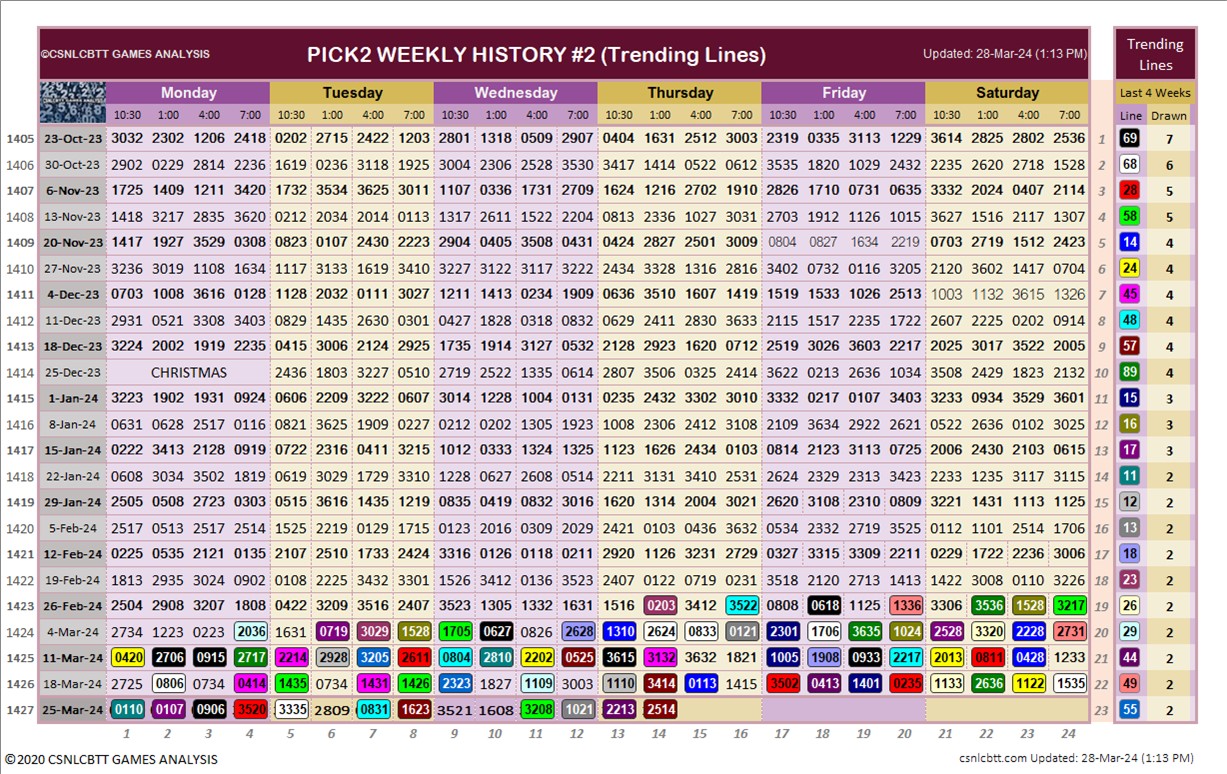 ©CSNLCBTT GAMES ANALYSIS PICK2 WEEKLY HISTORY #2 (Trending Lines) Updated: 28-Mar-24 (1:13 PM) Trending Lines
Monday Tuesday Wednesday Thursday Friday Saturday Last 4 Weeks
10:30 1:00 4:00 7:00 10:30 1:00 4:00 7:00 10:30 1:00 4:00 7:00 10:30 1:00 4:00 7:00 10:30 1:00 4:00 7:00 10:30 1:00 4:00 7:00 Line Drawn
1405 23-Oct-23 3032 2302 1206 2418 0202 2715 2422 1203 2801 1318 0509 2907 0404 1631 2512 3003 2319 0335 3113 1229 3614 2825 2802 2536 1 69 7
1406 30-Oct-23 2902 0229 2814 2236 1619 0236 3118 1925 3004 2306 2528 3530 3417 1414 0522 0612 3535 1820 1029 2432 2235 2620 2718 1528 2 68 6
1407 6-Nov-23 1725 1409 1211 3420 1732 3534 3625 3011 1107 0336 1731 2709 1624 1216 2702 1910 2826 1710 0731 0635 3332 2024 0407 2114 3 28 5
1408 13-Nov-23 1418 3217 2835 3620 0212 2034 2014 0113 1317 2611 1522 2204 0813 2336 1027 3031 2703 1912 1126 1015 3627 1516 2117 1307 4 58 5
1409 20-Nov-23 1417 1927 3529 0308 0823 0107 2430 2223 2904 0405 3508 0431 0424 2827 2501 3009 0804 0827 1634 2219 0703 2719 1512 2423 5 14 4
1410 27-Nov-23 3236 3019 1108 1634 1117 3133 1619 3410 3227 3122 3117 3222 2434 3328 1316 2816 3402 0732 0116 3205 2120 3602 1417 0704 6 24 4
1411 4-Dec-23 0703 1008 3616 0128 1128 2032 0111 3027 1211 1413 0234 1909 0636 3510 1607 1419 1519 1533 1626 2513 1003 1132 3615 1326 7 45 4
1412 11-Dec-23 2931 0521 3308 3403 0829 1435 2630 0301 0427 1828 0318 0832 0629 2411 2830 3633 2115 1517 2235 1722 2607 2225 0202 0914 8 48 4
1413 18-Dec-23 3224 2002 1919 2235 0415 3006 2124 2925 1735 1914 3127 0532 2128 2923 1620 0712 2519 3026 3603 2217 2025 3017 3522 2005 9 57 4
1414 25-Dec-23 CHRISTMAS 2436 1803 3227 0510 2719 2522 1335 0614 2807 3506 0325 2414 3622 0213 2636 1034 3508 2429 1823 2132 10 89 4
1415 1-Jan-24 3223 1902 1931 0924 0606 2209 3222 0607 3014 1228 1004 0131 0235 2432 3302 3010 3332 0217 0107 3403 3233 0934 3529 3601 11 15 3
1416 8-Jan-24 0631 0628 2517 0116 0821 3625 1909 0227 0212 0202 1305 1923 1008 2306 2412 3108 2109 3634 2922 2621 0522 2636 0102 3025 12 16 3
1417 15-Jan-24 0222 3413 2128 0919 0722 2316 0411 3215 1012 0333 1324 1325 1123 1626 2434 0103 0814 2123 3113 0725 2006 2430 2103 0615 13 17 3
1418 22-Jan-24 0608 3034 3502 1819 0619 3029 1729 3331 1228 0627 2608 0514 2211 3131 3410 2531 2624 2329 2313 3423 2233 1235 3117 3115 14 11 2
1419 29-Jan-24 2505 0508 2723 0303 0515 3616 1435 1219 0835 0419 0832 3016 1620 1314 2004 3021 2620 3108 2310 0809 3221 1431 1113 1125 15 12 2
1420 5-Feb-24 2517 0513 2517 2514 1525 2219 0129 1715 0123 2016 0309 2029 2421 0103 0436 3632 0534 2332 2719 3525 0112 1101 2514 1706 16 13 2
1421 12-Feb-24 0225 0535 2121 0135 2107 2510 1733 2424 3316 0126 0118 0211 2920 1126 3231 2729 0327 3315 3309 2211 0229 1722 2236 3006 17 18 2
1422 19-Feb-24 1813 2935 3024 0902 0108 2225 3432 3301 1526 3412 0136 3523 2407 0122 0719 0231 3518 2120 2713 1413 1422 3008 0110 3226 18 23 2
1423 26-Feb-24 2504 2908 3207 1808 0422 3209 3516 2407 3523 1305 1332 1631 1516 0203 3412 3522 0808 0618 1125 1336 3306 3536 1528 3217 19 26 2
1424 4-Mar-24 2734 1223 0223 2036 1631 0719 3029 1528 1705 0627 0826 2628 1310 2624 0833 0121 2301 1706 3635 1024 2528 3320 2228 2731 20 29 2
1425 11-Mar-24 0420 2706 0915 2717 2214 2928 3205 2611 0804 2810 2202 0525 3615 3132 3632 1821 1005 1908 0933 2217 2013 0811 0428 1233 21 44 2
1426 18-Mar-24 2725 0806 0734 0414 1435 0734 1431 1426 2323 1827 1109 3003 1110 3414 0113 1415 3502 0413 1401 0235 1133 2636 1122 1535 22 49 2
1427 25-Mar-24 0110 0107 0906 3520 3335 2809 0831 1623 3521 1608 3208 1021 2213 2514 23 55 2
1 2 3 4 5 6 7 8 9 10 11 12 13 14 15 16 17 18 19 20 21 22 23 24
©2020 CSNLCBTT GAMES ANALYSIS csnlcbtt.com Updated: 28-Mar-24 (1:13 PM)